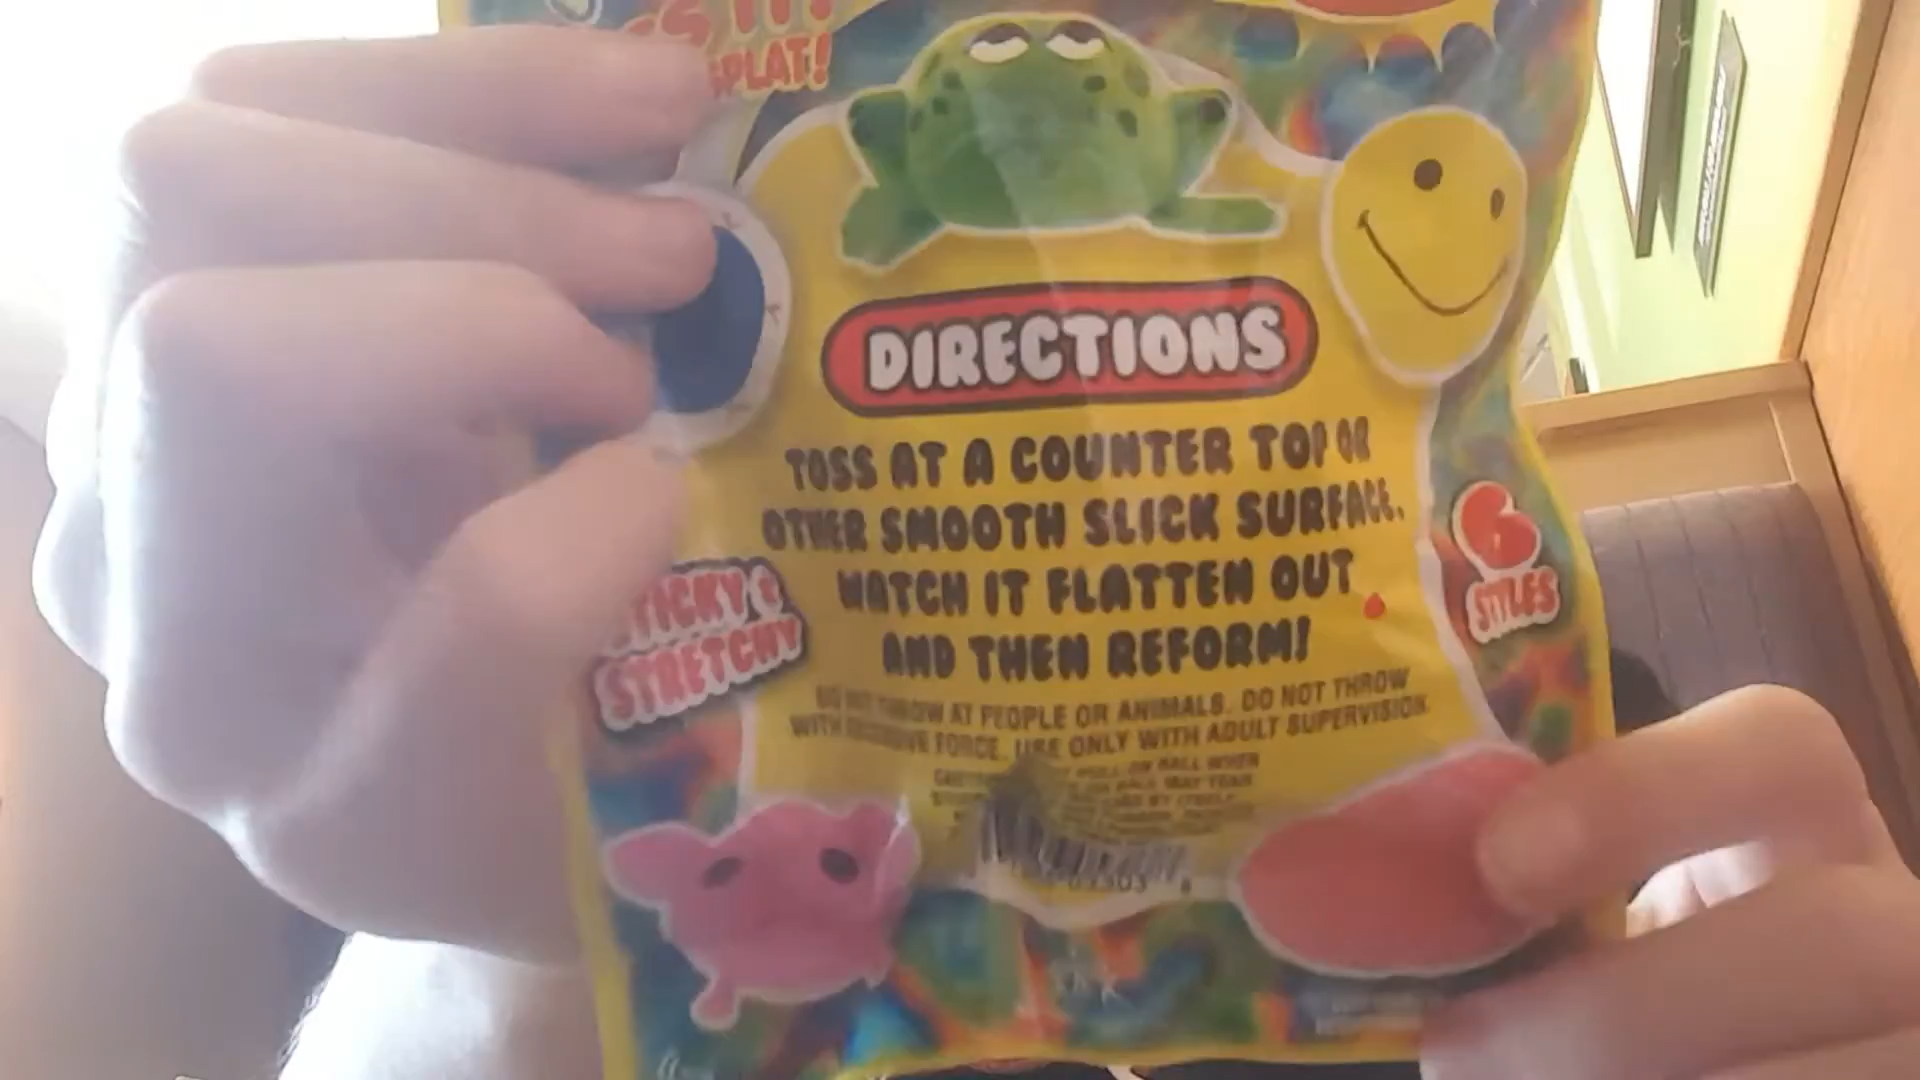 SPLAT!
DIRECTIONS
TOSS AT A COUNTER TOP OR
OTHER SMOOTH SLICK SURFACE.
WATCH IT FLATTEN OUT
AND THEN REFORM!
STICKY &
STRETCHY
6
STYLES
DO NOT THROW AT PEOPLE OR ANIMALS. DO NOT THROW
WITH EXCESSIVE FORCE. USE ONLY WITH ADULT SUPERVISION.